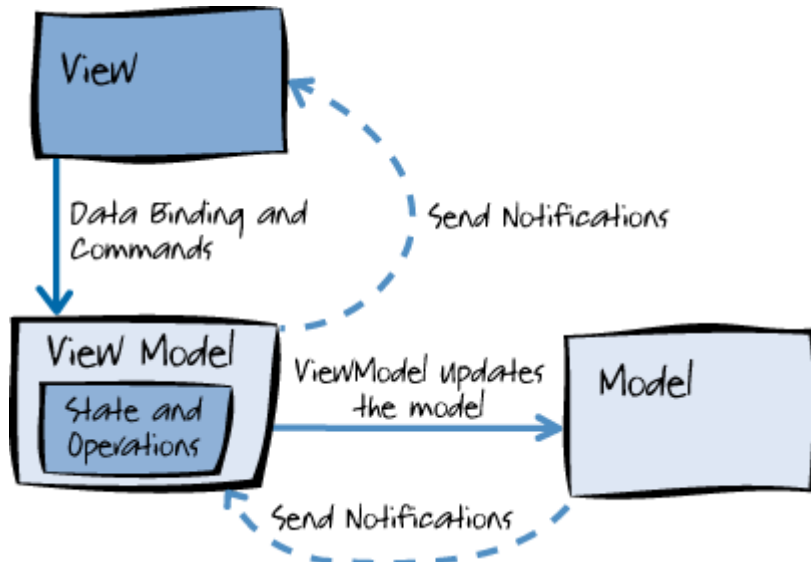 View
Data Binding and
Commands
Send Notifications
View Model
State and
Operations
ViewModel updates
the model
Model
Send Notifications